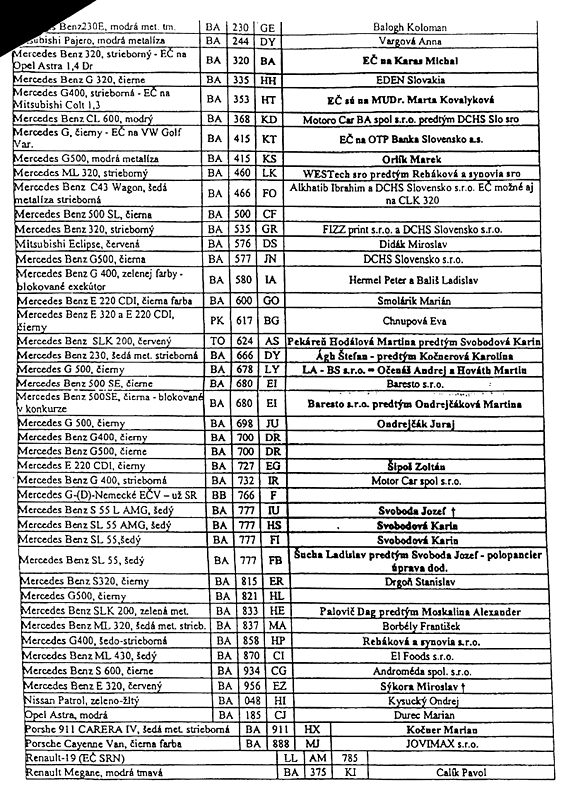 Benz230E, modrá met. tm. BA 230 GE Balogh Koloman
Mitsubishi Pajero, modrá metalíza BA 244 DY Vargová Anna
Mercedes Benz 320, strieborný - EČ na Opel Astra 1,4 Dr BA 320 BA EČ na Karas Michal
Mercedes Benz G 320, čierne BA 335 HH EDEN Slovakia
Mercedes G400, strieborná - EČ na Mitsubishi Colt 1,3 BA 353 HT EČ sú na MUDr. Marta Kovalyková
Mercedes Benz CL 600, modrý BA 368 KD Motoro Car BA spol s.r.o. predtým DCHS Slo sro
Mercedes G, čierny - EČ na VW Golf Var. BA 415 KT EČ na OTP Banka Slovensko a.s.
Mercedes G500, modrá metalíza BA 415 KS Orlík Marek
Mercedes ML 320, strieborný BA 460 LK WESTech sro predtým Rebáková a synovia sro
Mercedes Benz C43 Wagon, šedá metalíza strieborná BA 466 FO Alkhatib Ibrahim a DCHS Slovensko s.r.o. EČ možné aj na CLK 320
Mercedes Benz 500 SL, čierna BA 500 CF
Mercedes Benz 320, strieborný BA 535 GR FIZZ print s.r.o. a DCHS Slovensko s.r.o.
Mitsubishi Eclipse, červená BA 576 DS Didák Miroslav
Mercedes Benz G500, čierna BA 577 JN DCHS Slovensko s.r.o.
Mercedes Benz G 400, zelenej farby - blokované exekútor BA 580 IA Hermel Peter a Bališ Ladislav
Mercedes Benz E 220 CDI, čierna farba BA 600 GO Smolárik Marián
Mercedes Benz E 320 a E 220 CDI, čierny PK 617 BG Chnupová Eva
Mercedes Benz SLK 200, červený TO 624 AS Pekáreň Hodálová Martina predtým Svobodová Karin
Mercedes Benz 230, šedá met. strieborná BA 666 DY Ágh Štefan - predtým Kočnerová Karolína
Mercedes G 500, čierny BA 678 LY LA - BS s.r.o. = Očenáš Andrej a Hováth Martin
Mercedes Benz 500 SE, čierne BA 680 EI Baresto s.r.o.
Mercedes Benz 500SE, čierna - blokované v konkurze BA 680 EI Baresto s.r.o. predtým Ondrejčáková Martina
Mercedes G 500, čierny BA 698 JU Ondrejčák Juraj
Mercedes Benz G400, čierny BA 700 DR
Mercedes Benz G500, čierne BA 700 DR
Mercedes E 220 CDI, čierny BA 727 EG Šipoš Zoltán
Mercedes Benz G 400, strieborná BA 732 IR Motor Car spol s.r.o.
Mercedes G-(D)-Nemecké EČV – už SR BB 766 F
Mercedes Benz S 55 L AMG, šedý BA 777 IU Svoboda Jozef †
Mercedes Benz SL 55 AMG, šedý BA 777 HS Svobodová Karin
Mercedes Benz SL 55,šedý BA 777 FI Svobodová Karin
Mercedes Benz SL 55, šedý BA 777 FB Šucha Ladislav predtým Svoboda Jozef - polopancier úprava dod.
Mercedes Benz S320, čierny BA 815 ER Drgoň Stanislav
Mercedes G500, čierny BA 821 HL
Mercedes Benz SLK 200, zelená met. BA 833 HE Palovič Dag predtým Moskalina Alexander
Mercedes Benz ML 320, šedá met. strieb. BA 837 MA Borbély František
Mercedes G400, šedo-strieborná BA 858 HP Rebáková a synovia s.r.o.
Mercedes Benz ML 430, šedý BA 870 CI El Foods s.r.o.
Mercedes Benz S 600, čierne BA 934 CG Androméda spol. s r.o.
Mercedes Benz E 320, červený BA 956 EZ Sýkora Miroslav †
Nissan Patrol, zeleno-žltý BA 048 HI Kysucký Ondrej
Opel Astra, modrá BA 185 CJ Durec Marian
Porshe 911 CARERA IV, šedá met. strieborná BA 911 HX Kočner Marian
Porsche Cayenne Van, čierna farba BA 888 MJ JOVIMAX s.r.o.
Renault-19 (EČ SRN) LL AM 785
Renault Megane, modrá tmavá BA 375 KI Calík Pavol